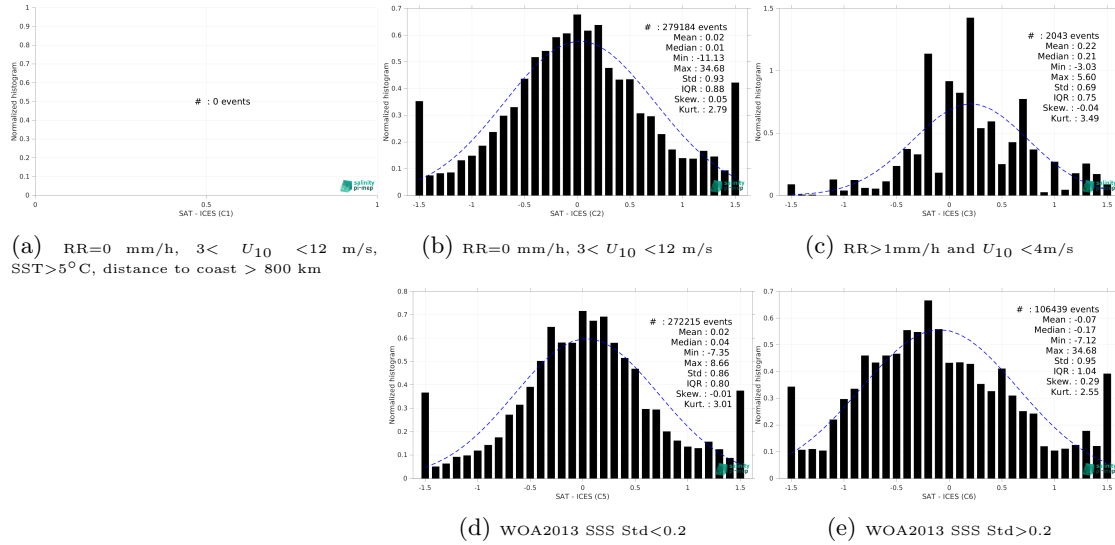 1
0.9
0.8
0.7
0.6
0.5
0.4
0.3
0.2
0.1
0
Normalized histogram
# : 0 events
0
0.5
1
SAT - ICES (C1)
salinity
pi-mep
(a) RR=0 mm/h, 3< U10 <12 m/s,
SST>5°C, distance to coast > 800 km
0.7
0.6
0.5
0.4
0.3
0.2
0.1
0
Normalized histogram
# : 279184 events
Mean : 0.02
Median : 0.01
Min : -11.13
Max : 34.68
Std : 0.93
IQR : 0.88
Skew. : 0.05
Kurt. : 2.79
-1.5
-1
-0.5
0
0.5
1
1.5
SAT - ICES (C2)
salinity
pi-mep
(b) RR=0 mm/h, 3< U10 <12 m/s
1.5
1
0.5
0
Normalized histogram
# : 2043 events
Mean : 0.22
Median : 0.21
Min : -3.03
Max : 5.60
Std : 0.69
IQR : 0.75
Skew. : -0.04
Kurt. : 3.49
-1.5
-1
-0.5
0
0.5
1
1.5
SAT - ICES (C3)
salinity
pi-mep
(c) RR>1mm/h and U10 <4m/s
0.8
0.7
0.6
0.5
0.4
0.3
0.2
0.1
0
Normalized histogram
# : 272215 events
Mean : 0.02
Median : 0.04
Min : -7.35
Max : 8.66
Std : 0.86
IQR : 0.80
Skew. : -0.01
Kurt. : 3.01
-1.5
-1
-0.5
0
0.5
1
1.5
SAT - ICES (C5)
salinity
pi-mep
(d) WOA2013 SSS Std<0.2
0.7
0.6
0.5
0.4
0.3
0.2
0.1
0
Normalized histogram
# : 106439 events
Mean : -0.07
Median : -0.17
Min : -7.12
Max : 34.68
Std : 0.95
IQR : 1.04
Skew. : 0.29
Kurt. : 2.55
-1.5
-1
-0.5
0
0.5
1
1.5
SAT - ICES (C6)
salinity
pi-mep
(e) WOA2013 SSS Std>0.2